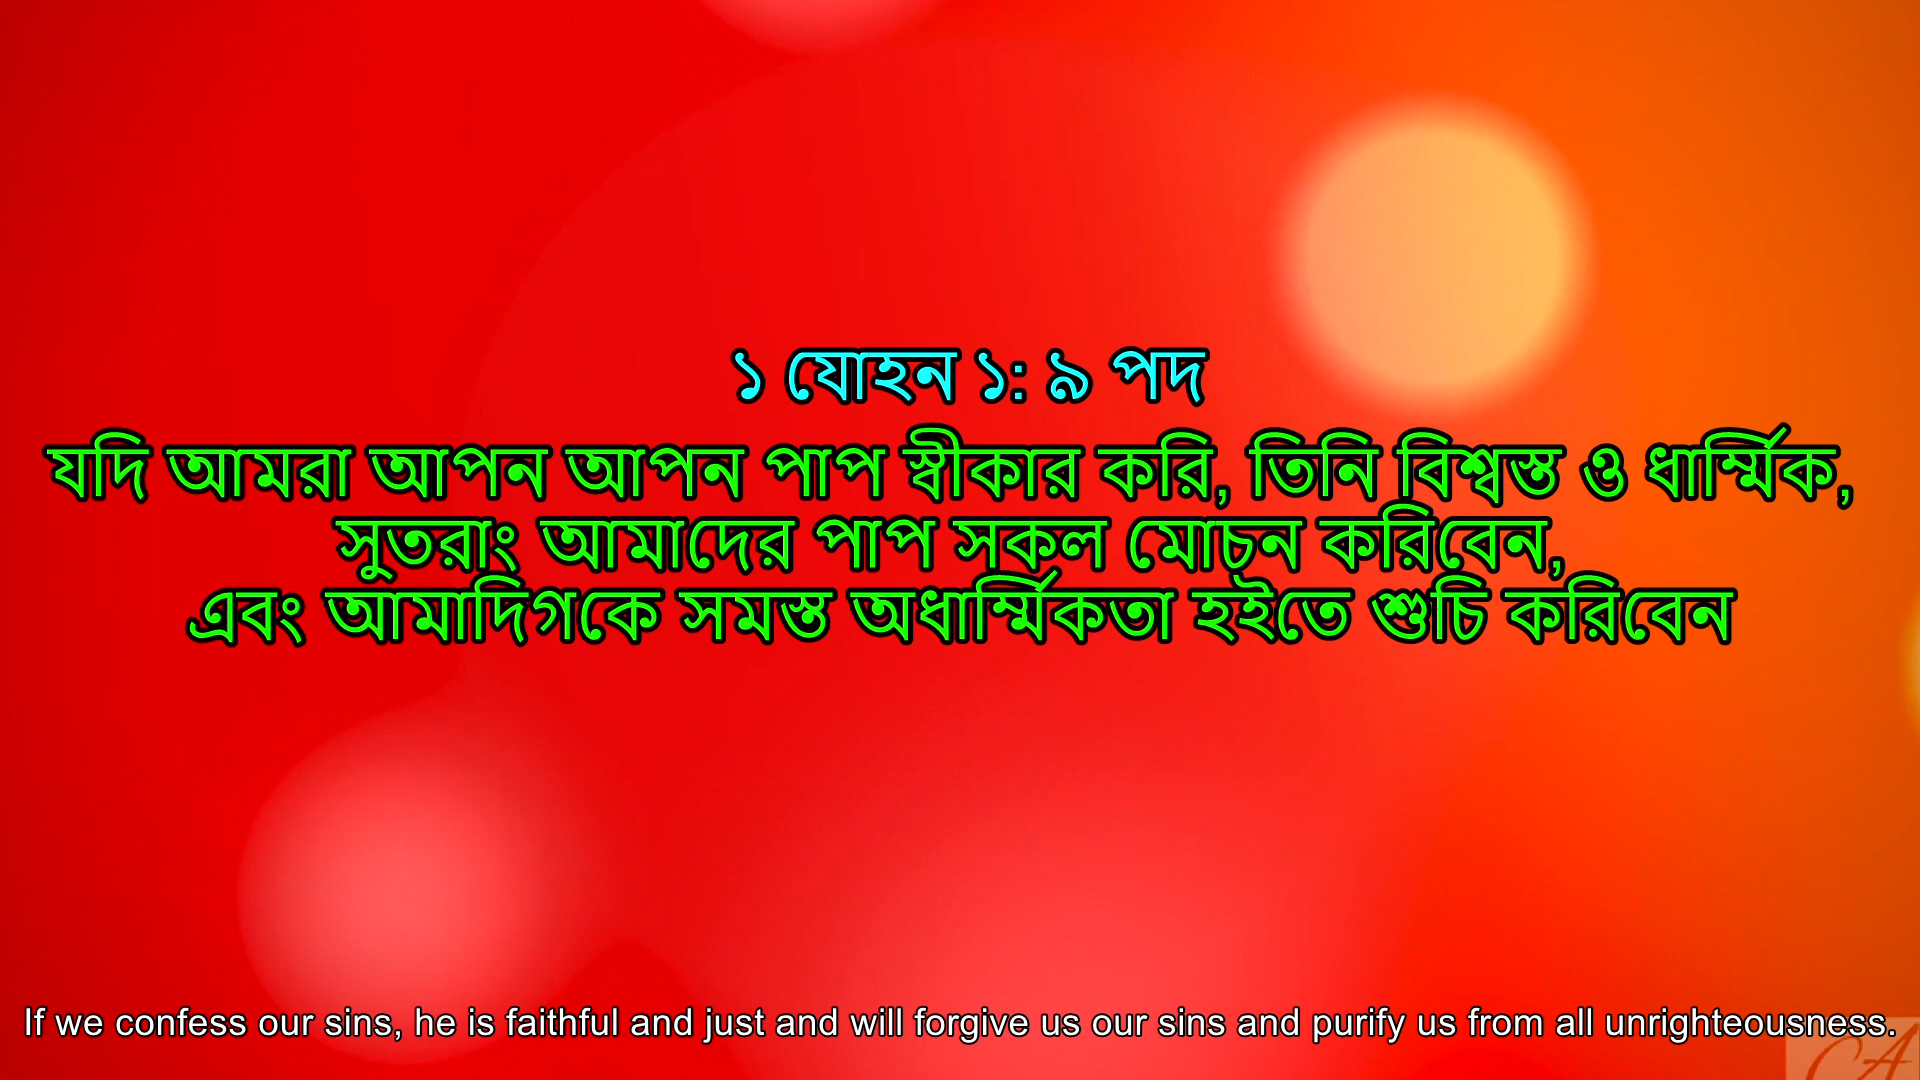 ১ যোহন ১: ৯ পদ
যদি আমরা আপন আপন পাপ স্বীকার করি, তিনি বিশ্বস্ত ও ধার্ম্মিক,
সুতরাং আমাদের পাপ সকল মোচন করিবেন,
এবং আমাদিগকে সমস্ত অধার্ম্মিকতা হইতে শুচি করিবেন
If we confess our sins, he is faithful and just and will forgive us our sins and purify us from all unrighteousness.
CA